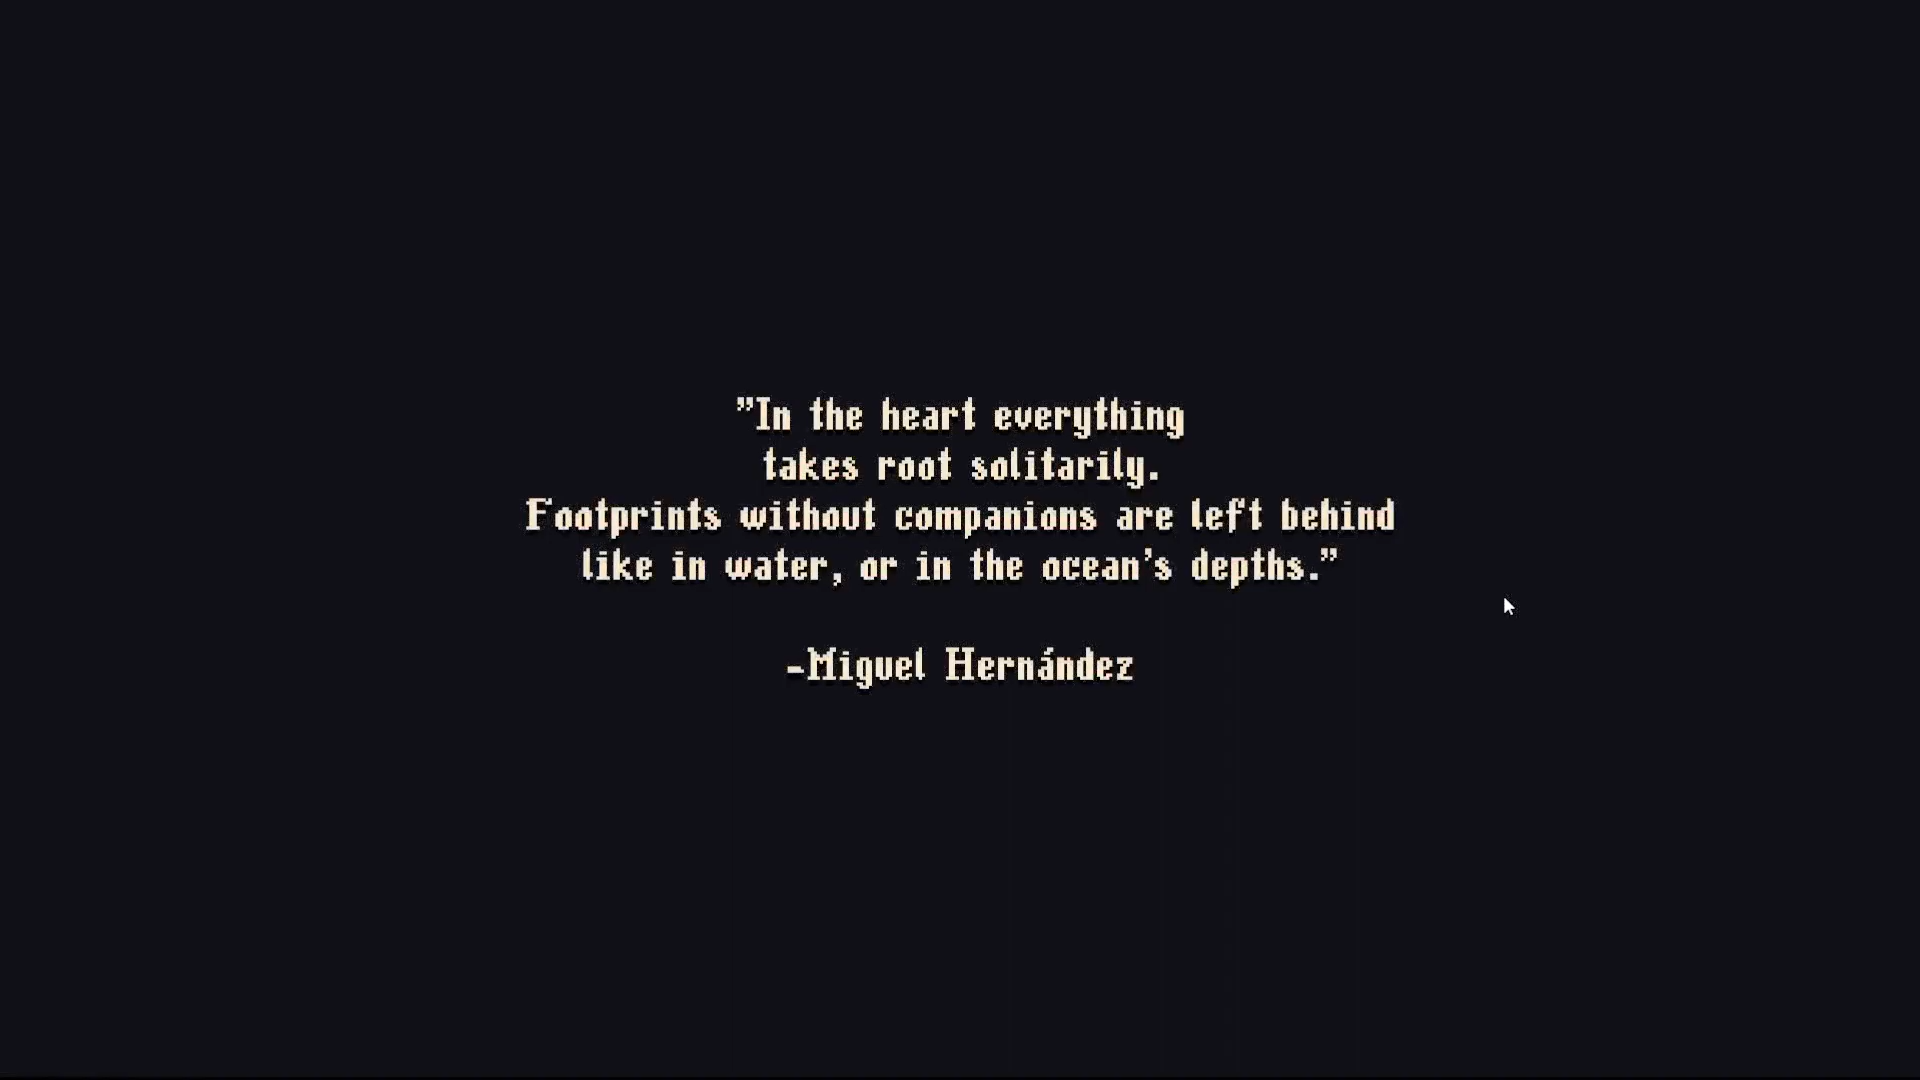 "In the heart everything
takes root solitarily.
Footprints without companions are left behind
like in water, or in the ocean's depths."
-Miguel Hernández